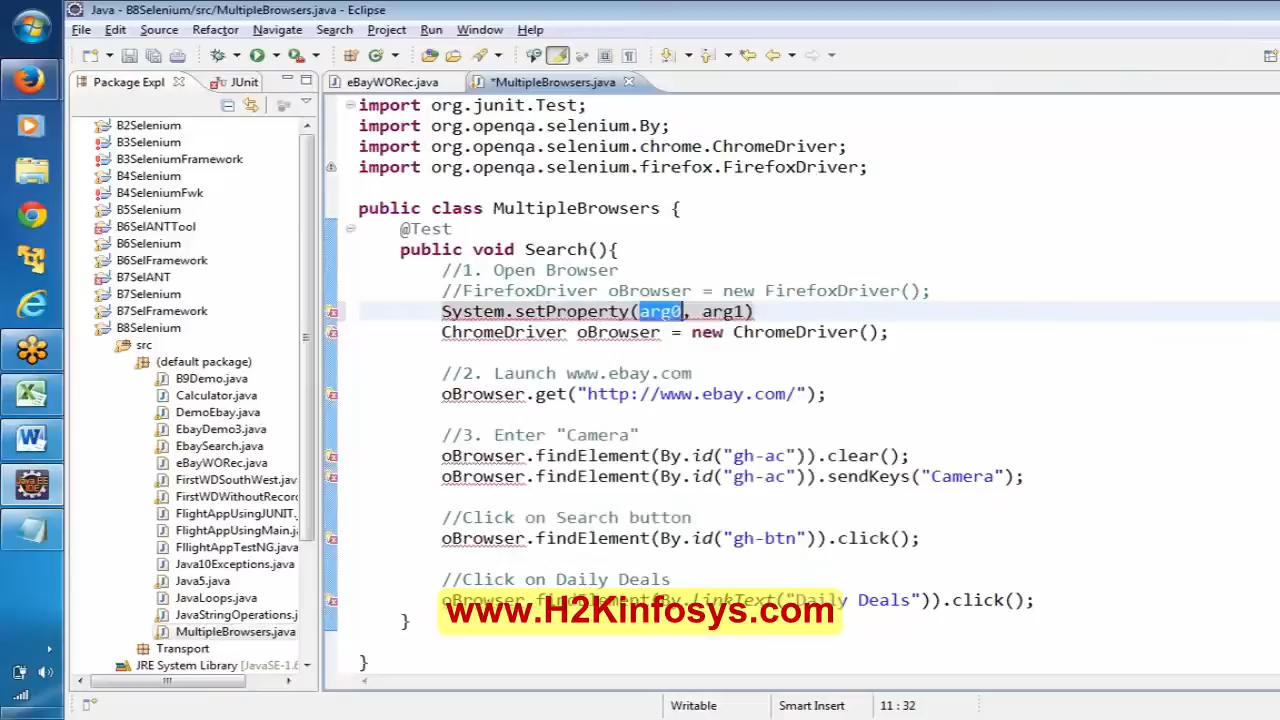 Java - B8Selenium/src/MultipleBrowsers.java - Eclipse
File Edit Source Refactor Navigate Search Project Run Window Help
Package Expl JUnit
eBayWORec.java *MultipleBrowsers.java
B2Selenium
B3Selenium
B3SeleniumFramework
B4Selenium
B4SeleniumFwk
B5Selenium
B6SelANTTool
B6Selenium
B6SelFramework
B7SelANT
B7Selenium
B7SelFramework
B8Selenium
src
(default package)
B9Demo.java
Calculator.java
DemoEbay.java
EbayDemo3.java
EbaySearch.java
eBayWORec.java
FirstWDSouthWest.jav
FirstWDWithoutRecor
FlightAppUsingJUNIT.
FlightAppUsingMain.j
FllightAppTestNG.java
Java10Exceptions.java
Java5.java
JavaLoops.java
JavaStringOperations.j
MultipleBrowsers.java
Transport
JRE System Library [JavaSE-1.6
import org.junit.Test;
import org.openqa.selenium.By;
import org.openqa.selenium.chrome.ChromeDriver;
import org.openqa.selenium.firefox.FirefoxDriver;
public class MultipleBrowsers {
@Test
public void Search(){
//1. Open Browser
//FirefoxDriver oBrowser = new FirefoxDriver();
System.setProperty(arg0, arg1)
ChromeDriver oBrowser = new ChromeDriver();
//2. Launch www.ebay.com
oBrowser.get("http://www.ebay.com/");
//3. Enter "Camera"
oBrowser.findElement(By.id("gh-ac")).clear();
oBrowser.findElement(By.id("gh-ac")).sendKeys("Camera");
//Click on Search button
oBrowser.findElement(By.id("gh-btn")).click();
//Click on Daily Deals
oBrowser.findElement(By.linkText("Daily Deals")).click();
www.H2Kinfosys.com
}
}
Writable Smart Insert 11 : 32